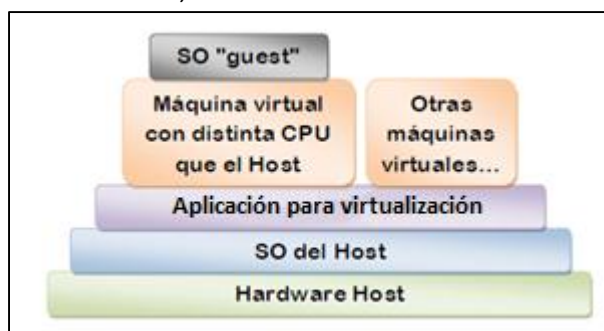 SO "guest"
Máquina virtual
con distinta CPU
que el Host
Otras
máquinas
virtuales...
Aplicación para virtualización
SO del Host
Hardware Host